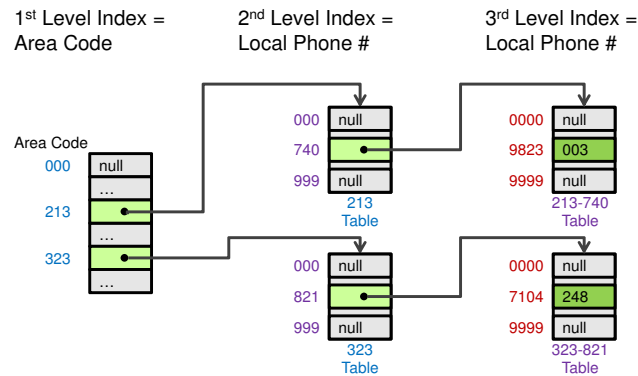 1st Level Index =
Area Code
2nd Level Index =
Local Phone #
3rd Level Index =
Local Phone #
Area Code
000 null
...
213
...
323
...
000 null
740
999 null
213
Table
0000 null
9823 003
9999 null
213-740
Table
000 null
821
999 null
323
Table
0000 null
7104 248
9999 null
323-821
Table